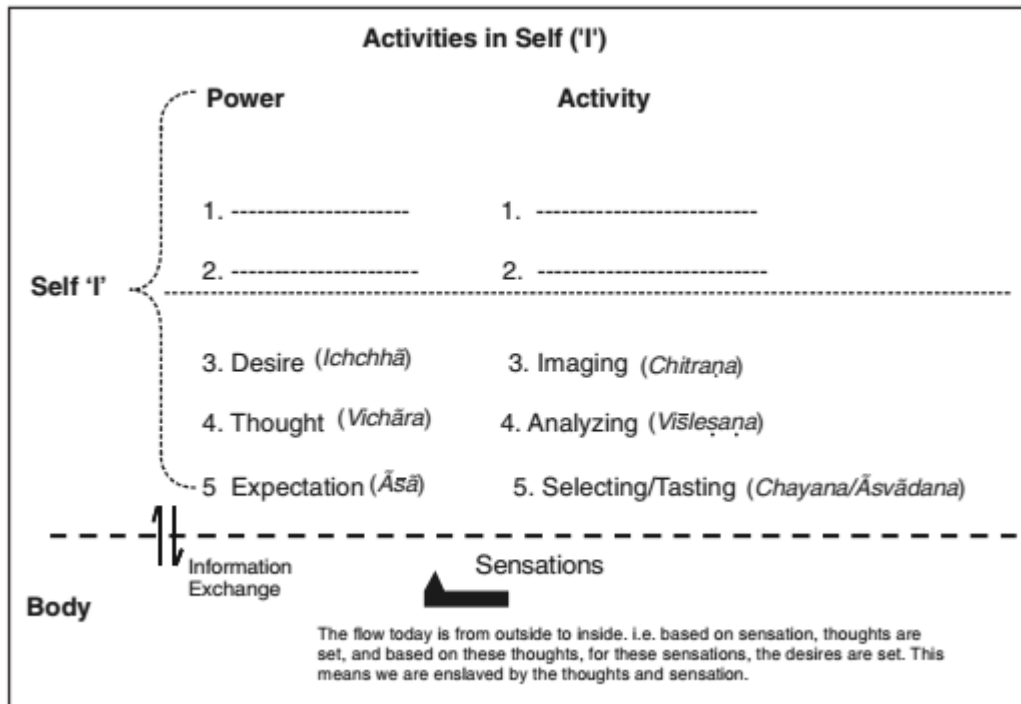 Activities in Self ('I')
Power Activity
1. --------------------- 1. --------------------------
2. ---------------------- 2. ---------------------------
Self ‘I’
3. Desire (Ichchhā) 3. Imaging (Chitraṇa)
4. Thought (Vichāra) 4. Analyzing (Viśleṣaṇa)
5 Expectation (Āsā) 5. Selecting/Tasting (Chayana/Āsvādana)
Information
Exchange
Sensations
Body
The flow today is from outside to inside. i.e. based on sensation, thoughts are
set, and based on these thoughts, for these sensations, the desires are set. This
means we are enslaved by the thoughts and sensation.